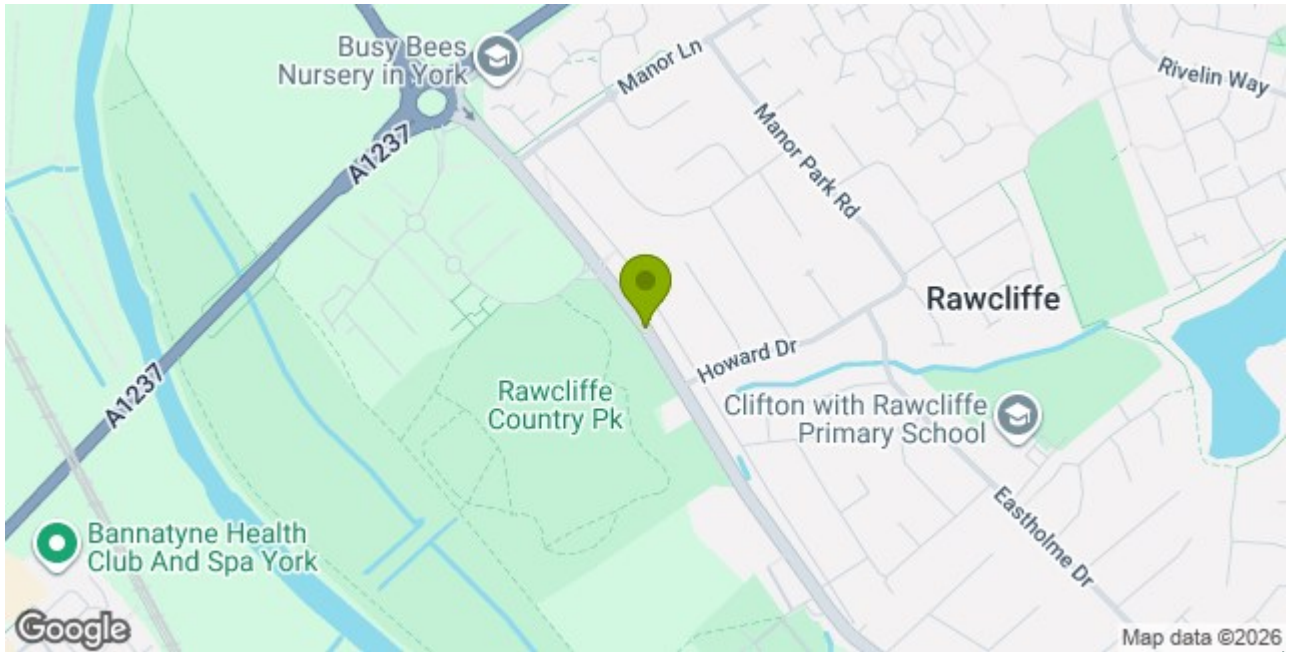 Busy Bees
Nursery in York
Manor Ln
Rivelin Way
A1237
Manor Park Rd
Rawcliffe
Howard Dr
A1237
Rawcliffe
Country Pk
Clifton with Rawcliffe
Primary School
Eastholme Dr
Bannatyne Health
Club And Spa York
Google
Map data ©2026